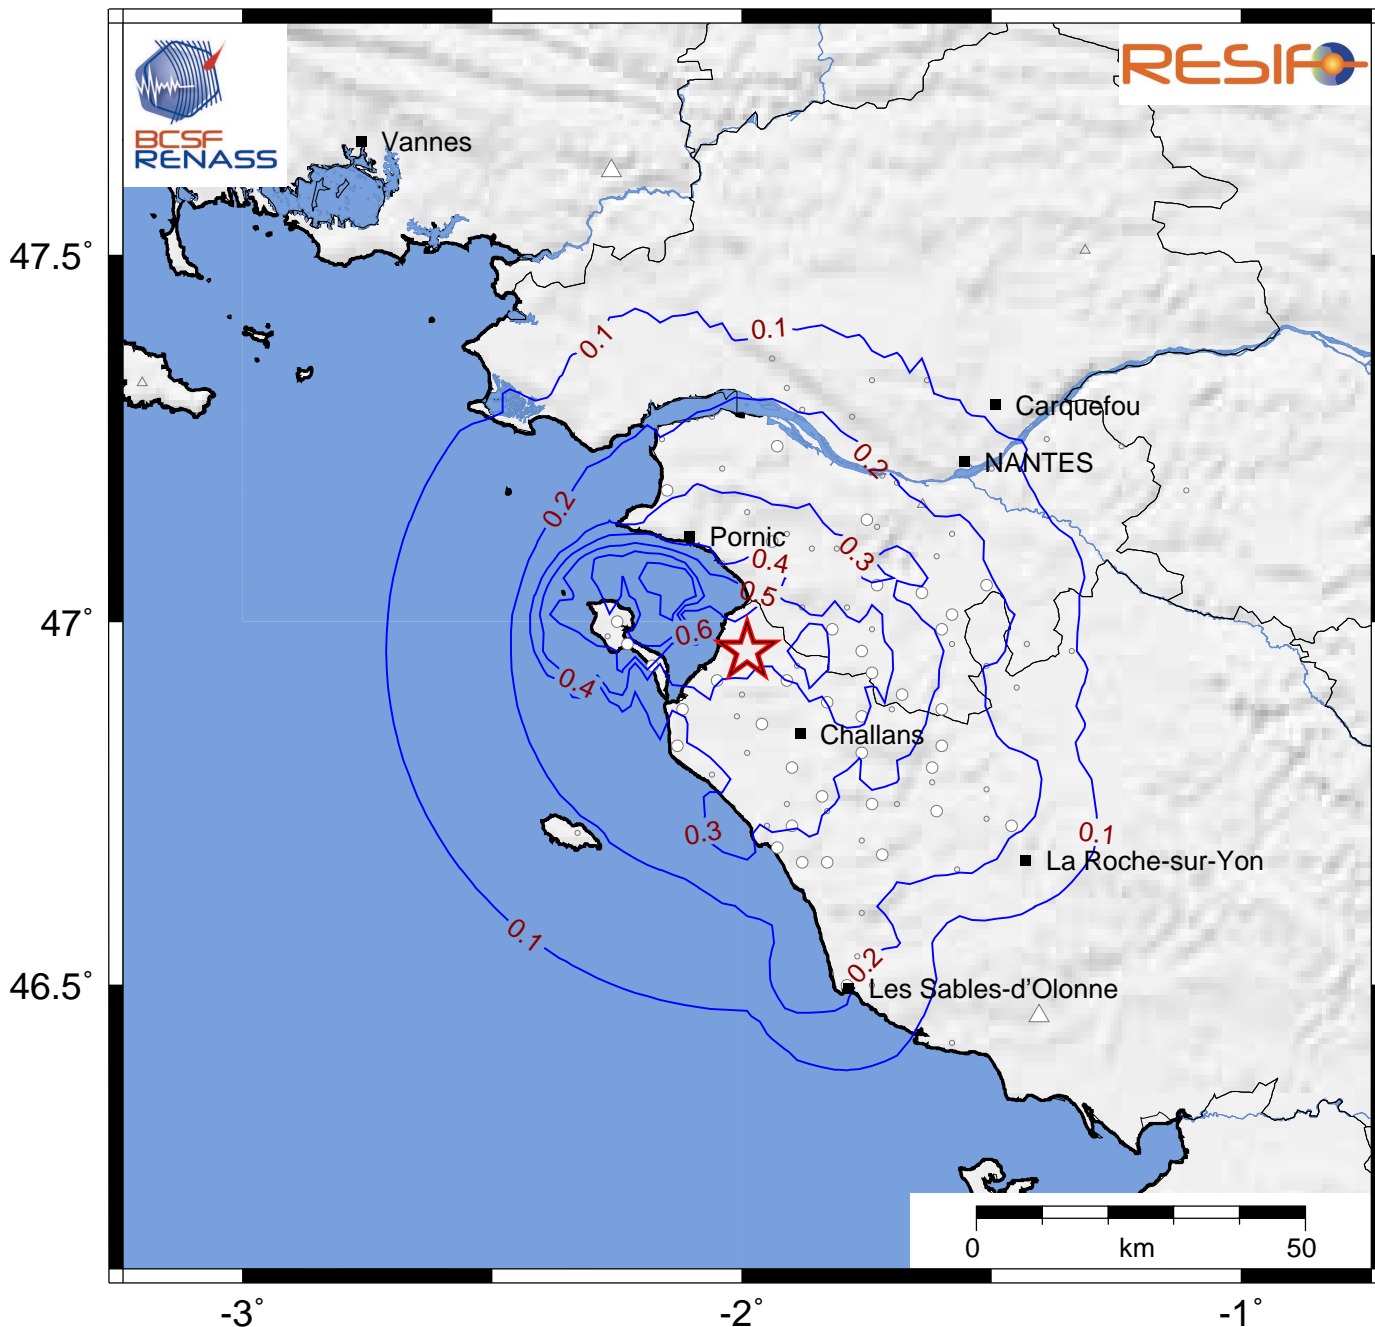 BCSF
RENASS
RESIF
Vannes
47.5°
0.1
0.1
Carquefou
0.2
NANTES
0.2
Pornic
0.3
0.4
0.5
47°
0.6
0.4
Challans
0.3
0.1
La Roche-sur-Yon
0.1
0.2
46.5°
Les Sables-d'Olonne
0 km 50
-3° -2° -1°